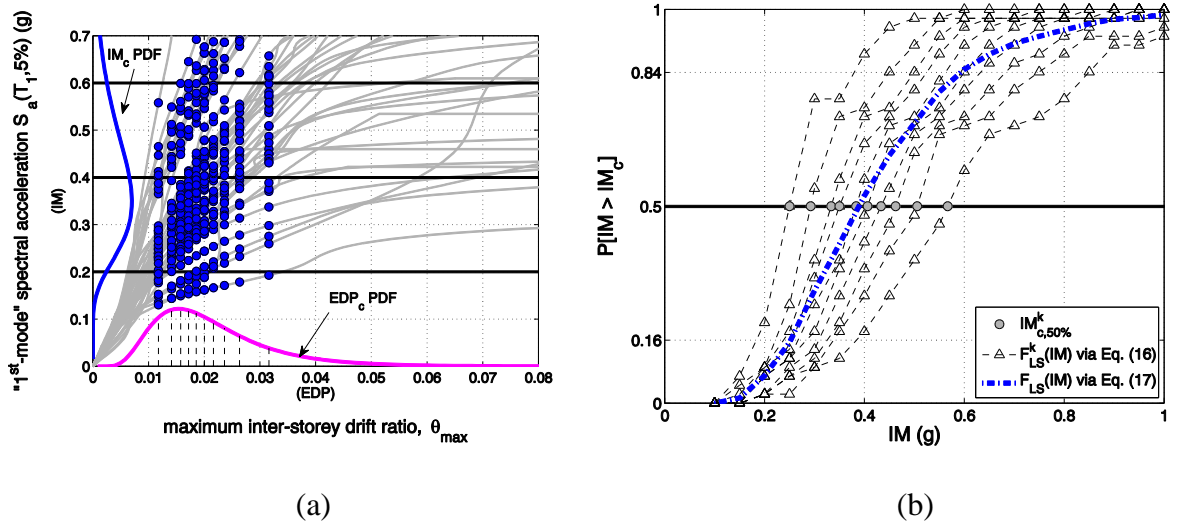 "1st-mode" spectral acceleration Sa(T1,5%) (g)
(IM)
0.7
0.6
0.5
0.4
0.3
0.2
0.1
0
IMc PDF
EDPc PDF
0 0.01 0.02 0.03 0.04 0.05 0.06 0.07 0.08
(EDP)
maximum inter-storey drift ratio, θmax
(a)
P[IM > IMc]
1
0.84
0.5
0.16
0
IM^k c,50%
F^k LS(IM) via Eq. (16)
FLS(IM) via Eq. (17)
0 0.2 0.4 0.6 0.8 1
IM (g)
(b)